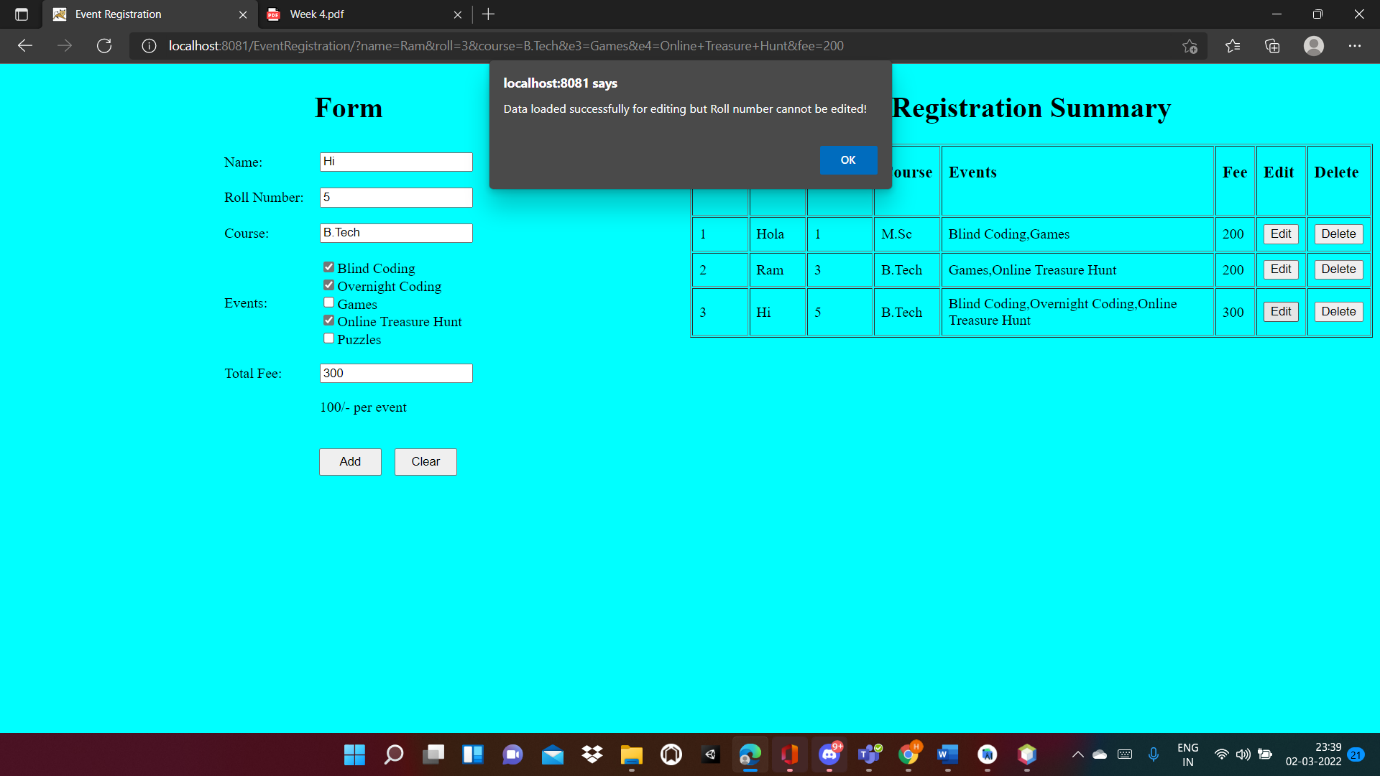 Event Registration
Week 4.pdf
localhost:8081/EventRegistration/?name=Ram&roll=3&course=B.Tech&e3=Games&e4=Online+Treasure+Hunt&fee=200
localhost:8081 says
Data loaded successfully for editing but Roll number cannot be edited!
OK
Form
Name: Hi
Roll Number: 5
Course: B.Tech
Events:
Blind Coding
Overnight Coding
Games
Online Treasure Hunt
Puzzles
Total Fee: 300
100/- per event
Add Clear
Registration Summary
Events Fee Edit Delete
1 Hola 1 M.Sc Blind Coding,Games 200 Edit Delete
2 Ram 3 B.Tech Games,Online Treasure Hunt 200 Edit Delete
3 Hi 5 B.Tech Blind Coding,Overnight Coding,Online
Treasure Hunt 300 Edit Delete
9+
H
ENG
IN
23:39
02-03-2022
21